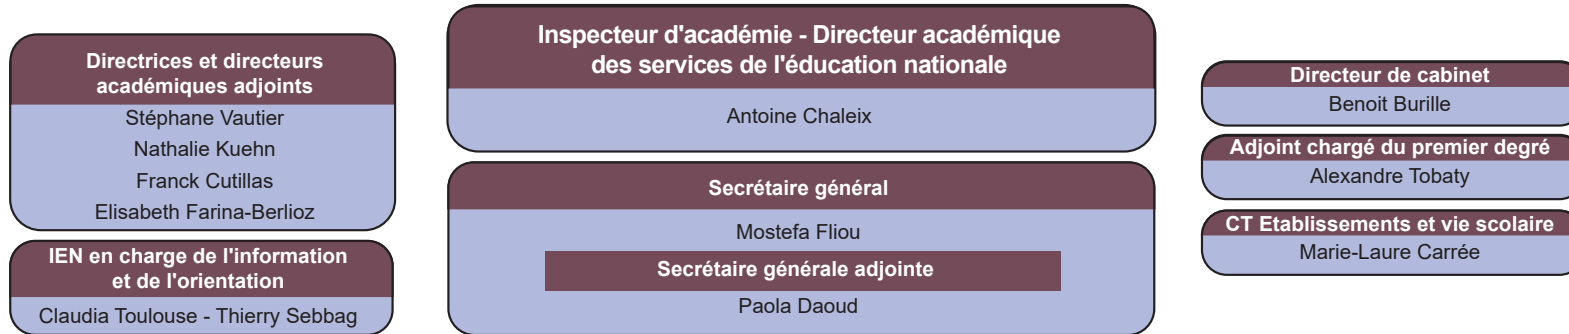 Directrices et directeurs
académiques adjoints
Stéphane Vautier
Nathalie Kuehn
Franck Cutillas
Elisabeth Farina-Berlioz
IEN en charge de l'information
et de l'orientation
Claudia Toulouse - Thierry Sebbag
Inspecteur d'académie - Directeur académique
des services de l'éducation nationale
Antoine Chaleix
Secrétaire général
Mostefa Fliou
Secrétaire générale adjointe
Paola Daoud
Directeur de cabinet
Benoit Burille
Adjoint chargé du premier degré
Alexandre Tobaty
CT Etablissements et vie scolaire
Marie-Laure Carrée